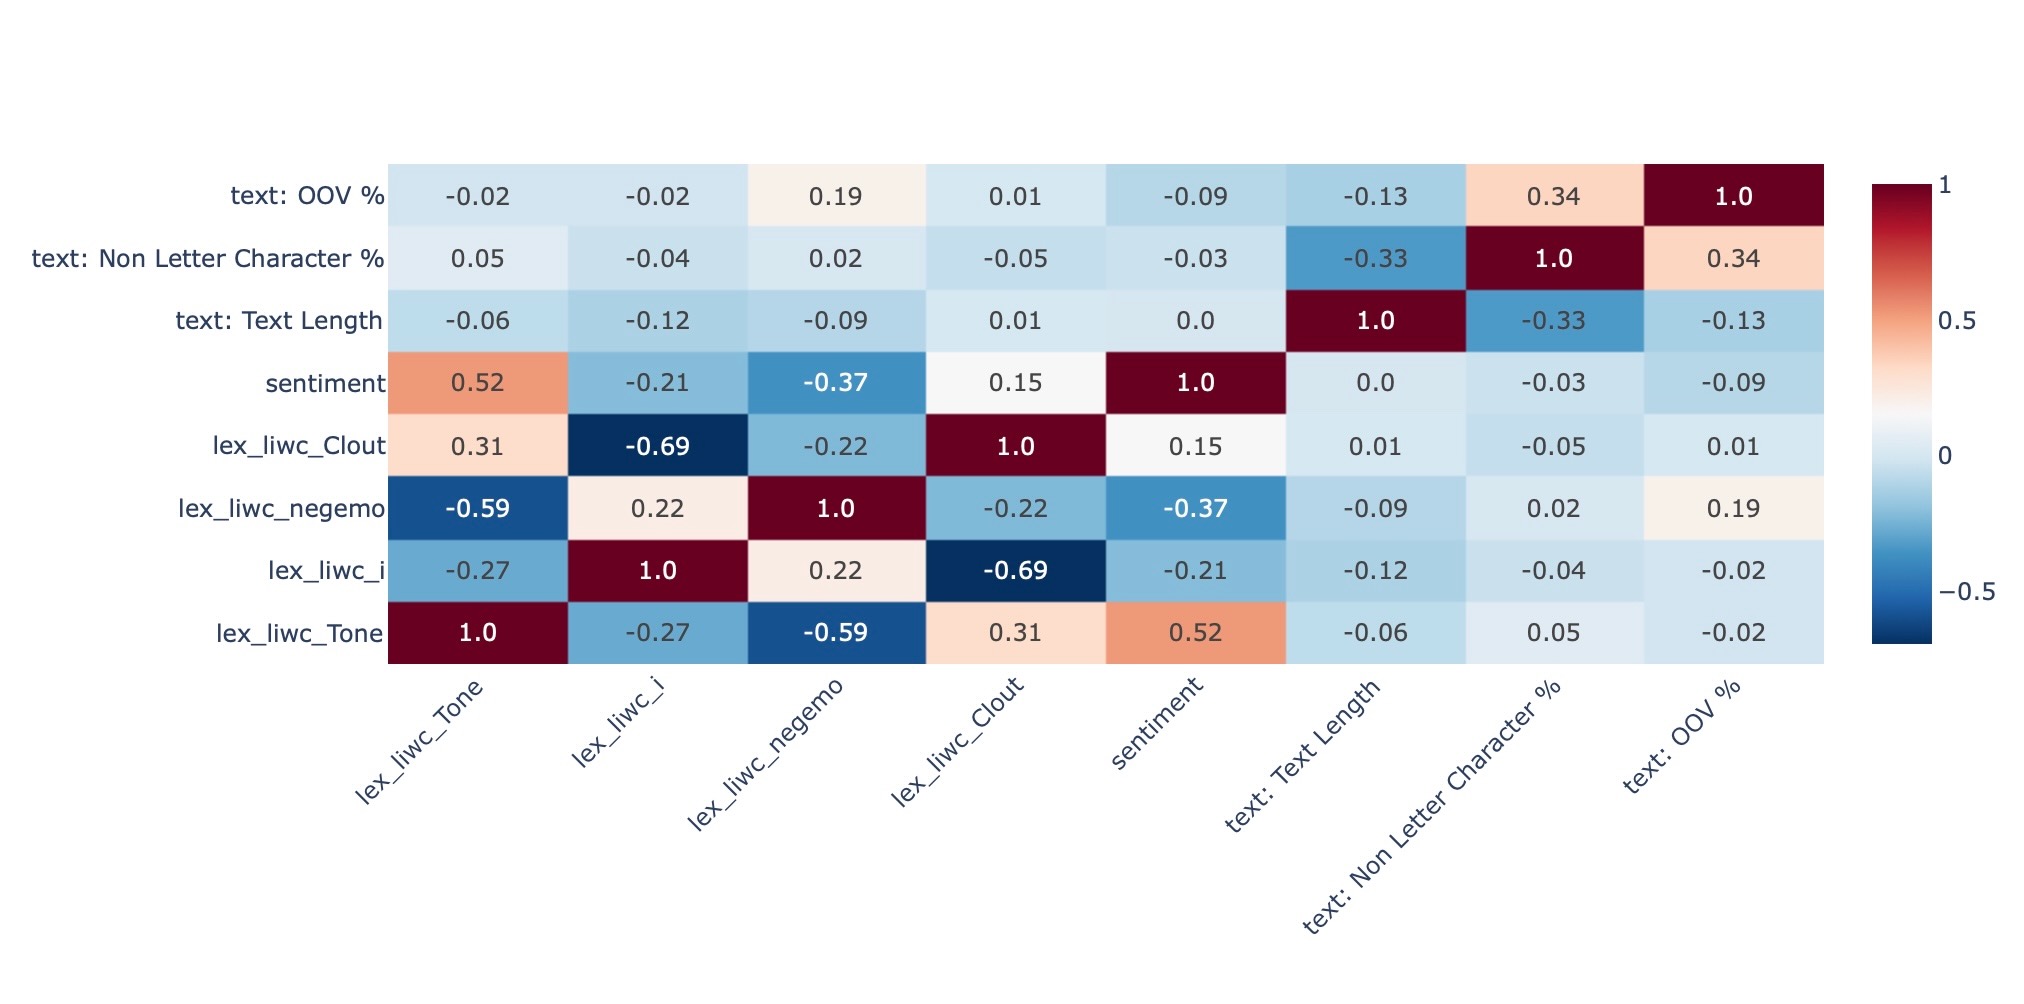 text: OOV % -0.02 -0.02 0.19 0.01 -0.09 -0.13 0.34 1.0
text: Non Letter Character % 0.05 -0.04 0.02 -0.05 -0.03 -0.33 1.0 0.34
text: Text Length -0.06 -0.12 -0.09 0.01 0.0 1.0 -0.33 -0.13
sentiment 0.52 -0.21 -0.37 0.15 1.0 0.0 -0.03 -0.09
lex_liwc_Clout 0.31 -0.69 -0.22 1.0 0.15 0.01 -0.05 0.01
lex_liwc_negemo -0.59 0.22 1.0 -0.22 -0.37 -0.09 0.02 0.19
lex_liwc_i -0.27 1.0 0.22 -0.69 -0.21 -0.12 -0.04 -0.02
lex_liwc_Tone 1.0 -0.27 -0.59 0.31 0.52 -0.06 0.05 -0.02
lex_liwc_Tone
lex_liwc_i
lex_liwc_negemo
lex_liwc_Clout
sentiment
text: Text Length
text: Non Letter Character %
text: OOV %
1
0.5
0
−0.5